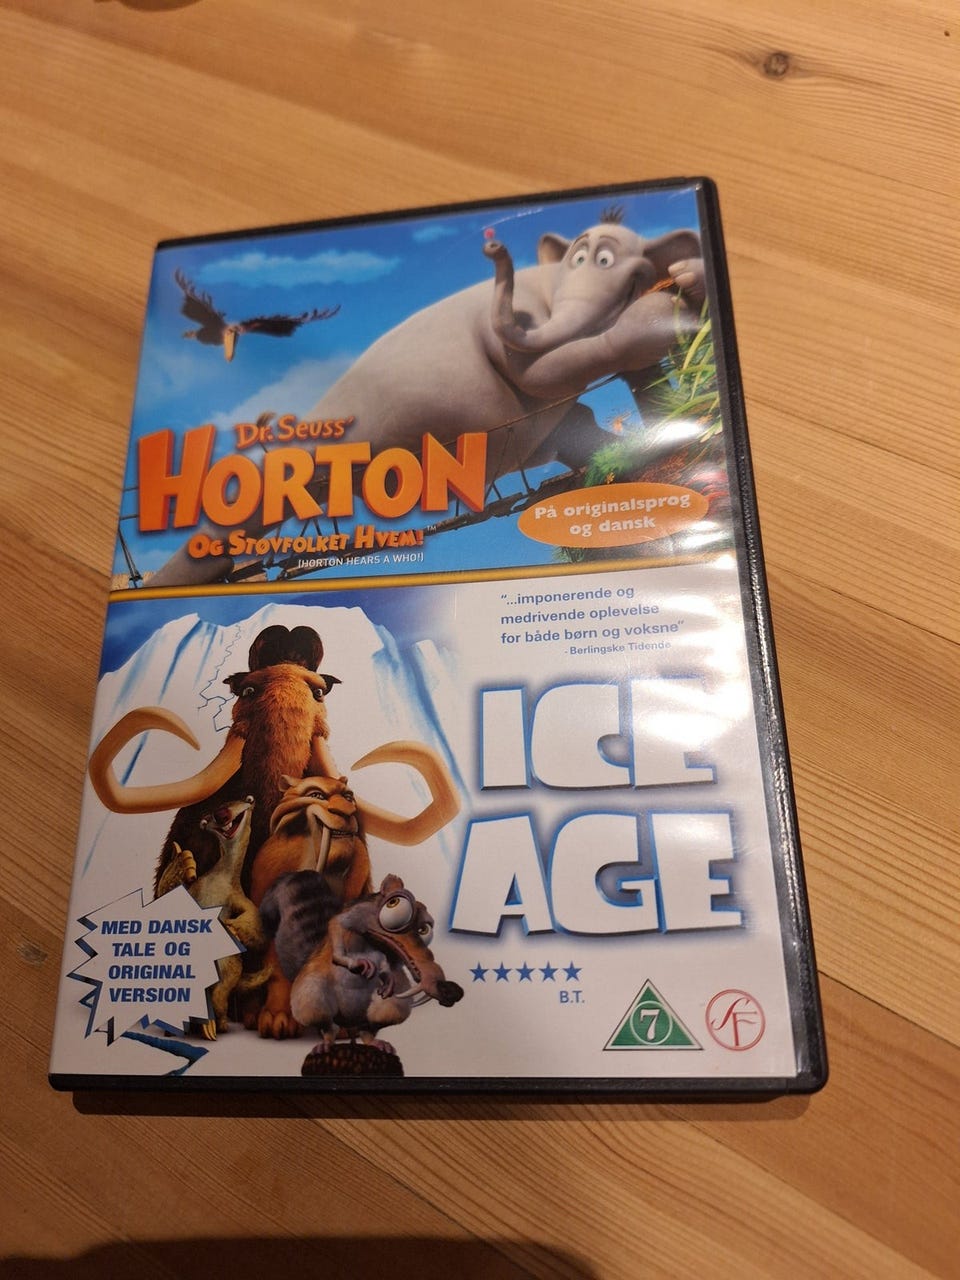 Dr. Seuss'
HORTON
OG STØVFOLKET HVEM!™
(HORTON HEARS A WHO!)
På originalsprog
og dansk
"...imponerende og
medrivende oplevelse
for både børn og voksne"
- Berlingske Tidende
ICE
AGE
MED DANSK
TALE OG
ORIGINAL
VERSION
★★★★★
B.T.
7
SF